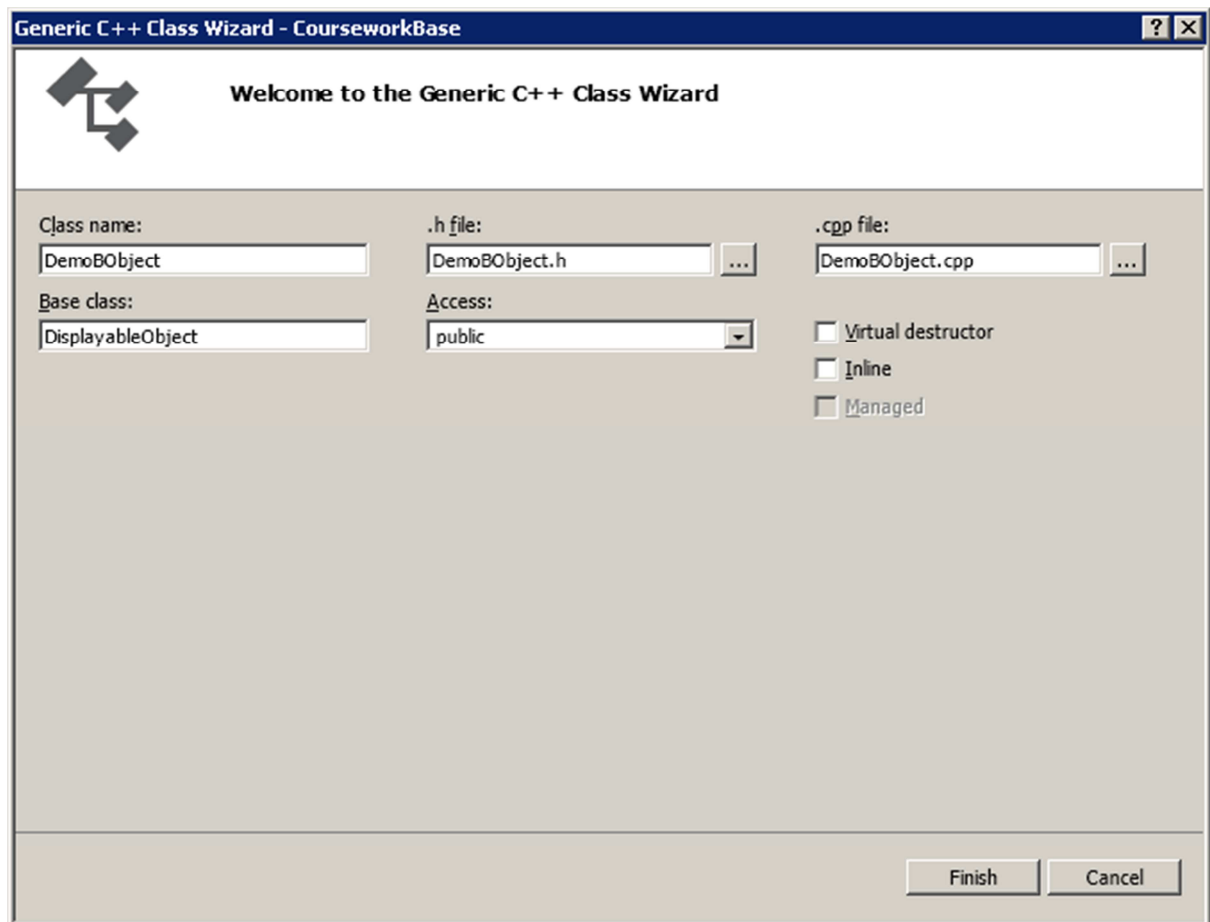 Generic C++ Class Wizard - CourseworkBase
Welcome to the Generic C++ Class Wizard
Class name:
.h file:
.cpp file:
DemoBObject
DemoBObject.h
...
DemoBObject.cpp
...
Base class:
Access:
DisplayableObject
public
Virtual destructor
Inline
Managed
Finish
Cancel